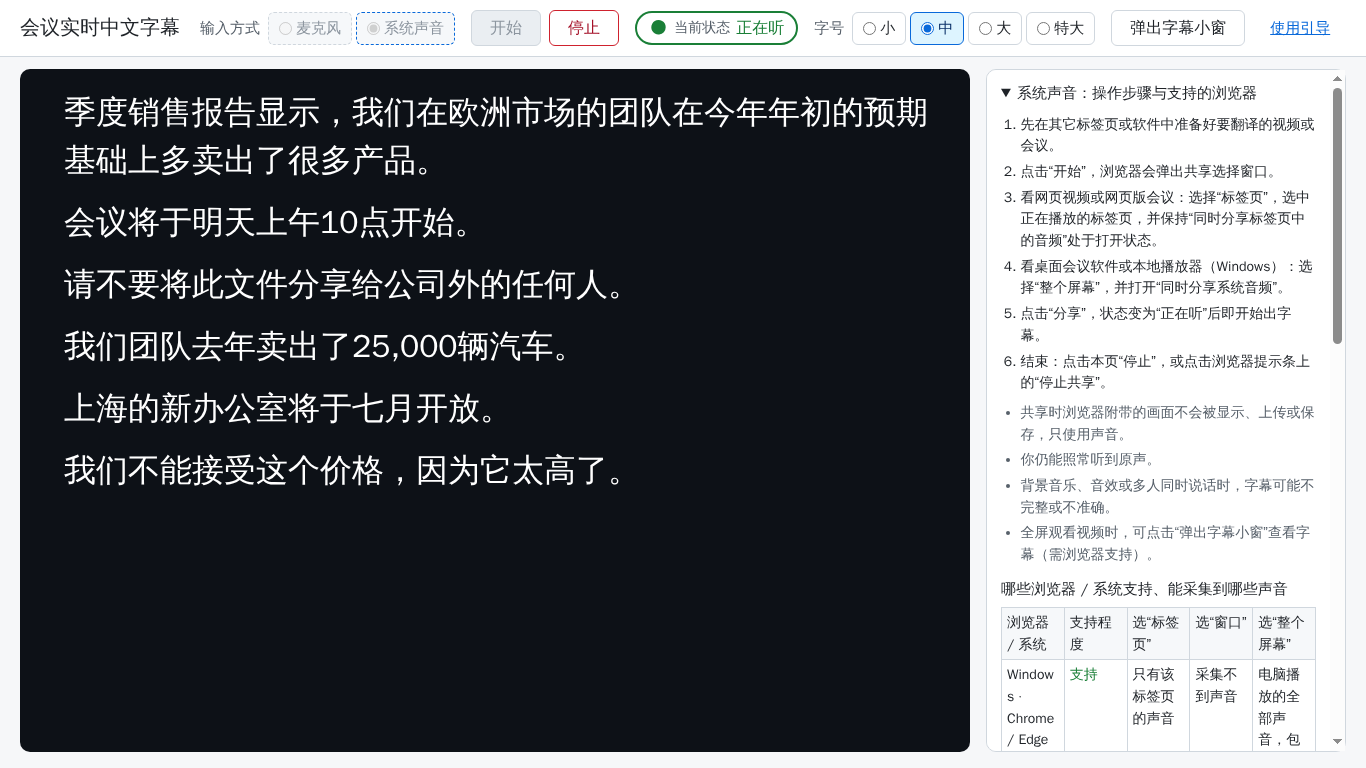 会议实时中文字幕 输入方式 麦克风 系统声音 开始 停止 当前状态 正在听 字号 小 中 大 特大 弹出字幕小窗 使用引导
季度销售报告显示，我们在欧洲市场的团队在今年年初的预期
基础上多卖出了很多产品。
会议将于明天上午10点开始。
请不要将此文件分享给公司外的任何人。
我们团队去年卖出了25,000辆汽车。
上海的新办公室将于七月开放。
我们不能接受这个价格，因为它太高了。
▼ 系统声音：操作步骤与支持的浏览器
1. 先在其它标签页或软件中准备好要翻译的视频或
会议。
2. 点击“开始”，浏览器会弹出共享选择窗口。
3. 看网页视频或网页版会议：选择“标签页”，选中
正在播放的标签页，并保持“同时分享标签页中
的音频”处于打开状态。
4. 看桌面会议软件或本地播放器（Windows）：选
择“整个屏幕”，并打开“同时分享系统音频”。
5. 点击“分享”，状态变为“正在听”后即开始出字
幕。
6. 结束：点击本页“停止”，或点击浏览器提示条上
的“停止共享”。
• 共享时浏览器附带的画面不会被显示、上传或保
存，只使用声音。
• 你仍能照常听到原声。
• 背景音乐、音效或多人同时说话时，字幕可能不
完整或不准确。
• 全屏观看视频时，可点击“弹出字幕小窗”查看字
幕（需浏览器支持）。
哪些浏览器 / 系统支持、能采集到哪些声音
浏览器 支持程 选“标签 选“窗口” 选“整个
/ 系统 度 页” 屏幕”
Window 支持 只有该 采集不 电脑播
s · 标签页 到声音 放的全
Chrome 的声音 部声
/ Edge 音，包